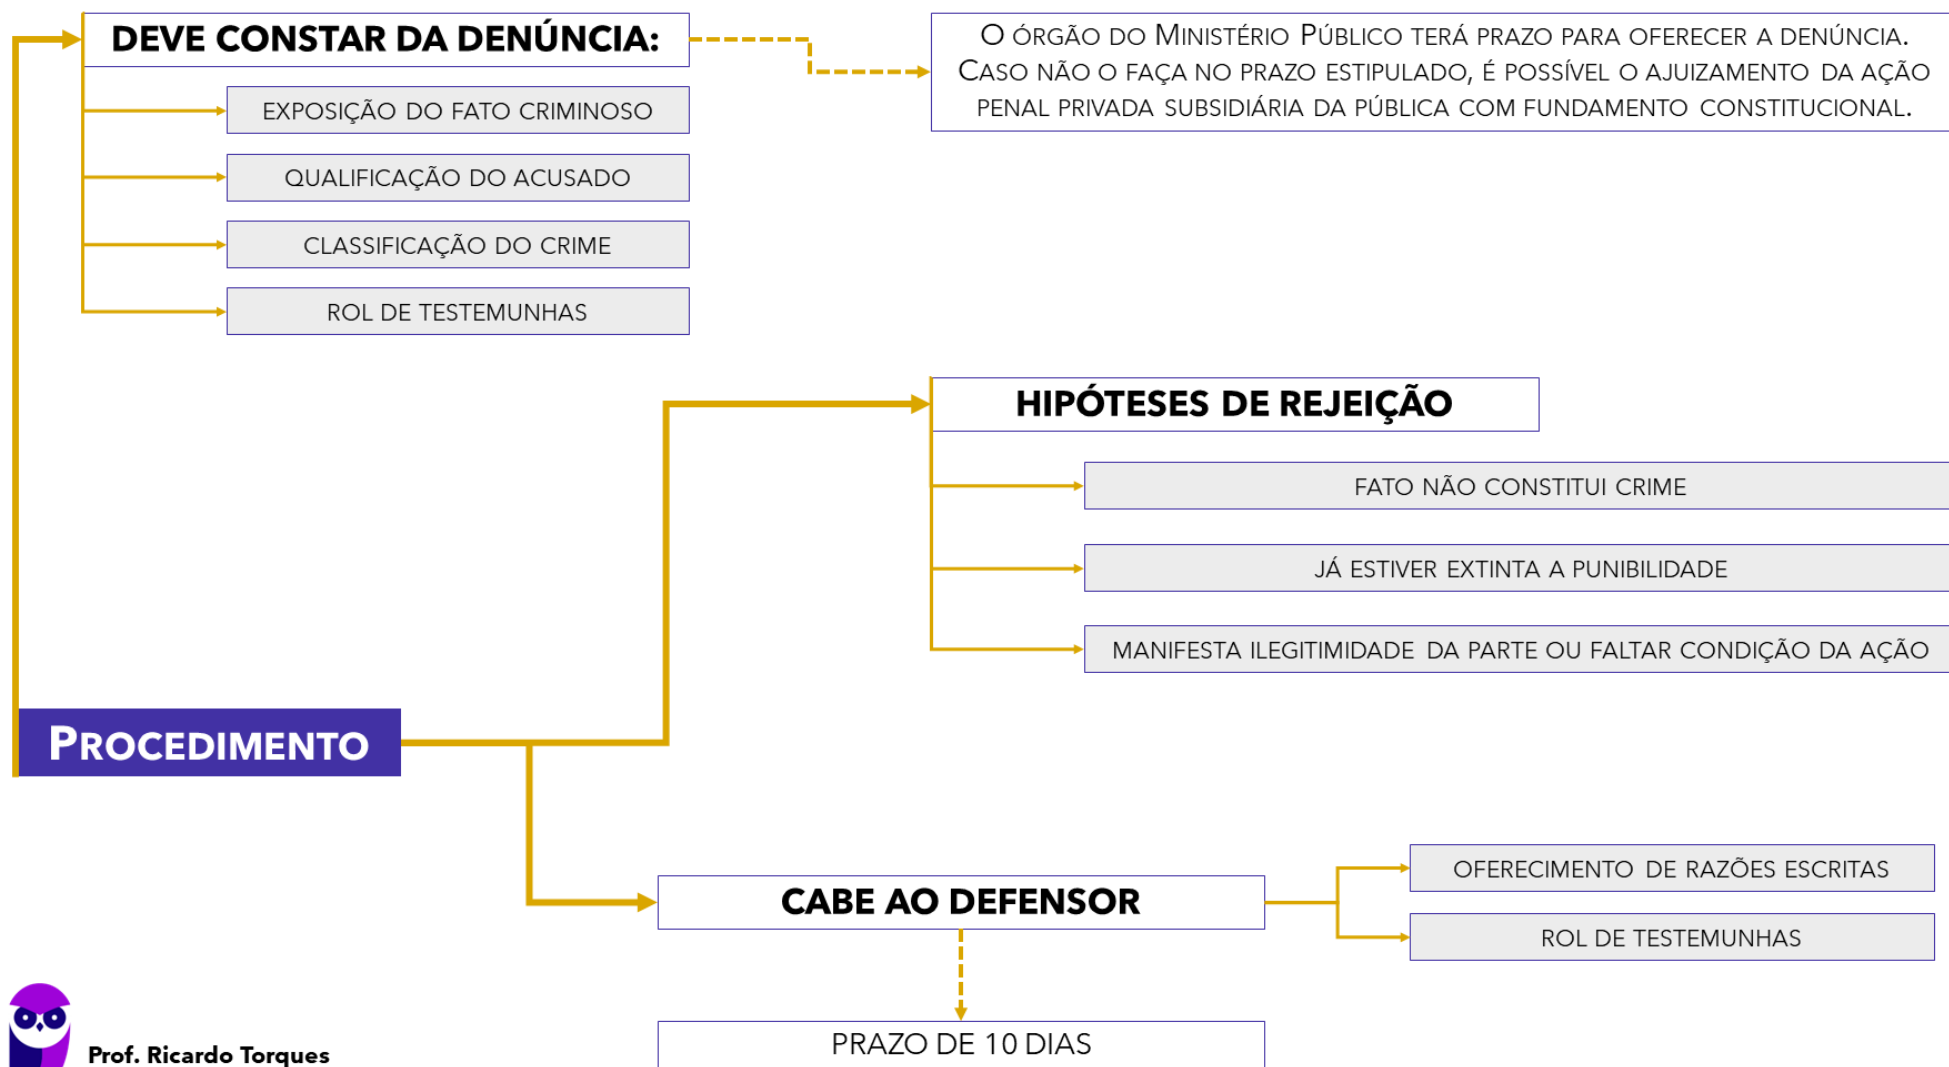 DEVE CONSTAR DA DENÚNCIA:
O ÓRGÃO DO MINISTÉRIO PÚBLICO TERÁ PRAZO PARA OFERECER A DENÚNCIA.
CASO NÃO O FAÇA NO PRAZO ESTIPULADO, É POSSÍVEL O AJUIZAMENTO DA AÇÃO
PENAL PRIVADA SUBSIDIÁRIA DA PÚBLICA COM FUNDAMENTO CONSTITUCIONAL.
EXPOSIÇÃO DO FATO CRIMINOSO
QUALIFICAÇÃO DO ACUSADO
CLASSIFICAÇÃO DO CRIME
ROL DE TESTEMUNHAS
HIPÓTESES DE REJEIÇÃO
FATO NÃO CONSTITUI CRIME
JÁ ESTIVER EXTINTA A PUNIBILIDADE
MANIFESTA ILEGITIMIDADE DA PARTE OU FALTAR CONDIÇÃO DA AÇÃO
PROCEDIMENTO
CABE AO DEFENSOR
OFERECIMENTO DE RAZÕES ESCRITAS
ROL DE TESTEMUNHAS
PRAZO DE 10 DIAS
Prof. Ricardo Torques